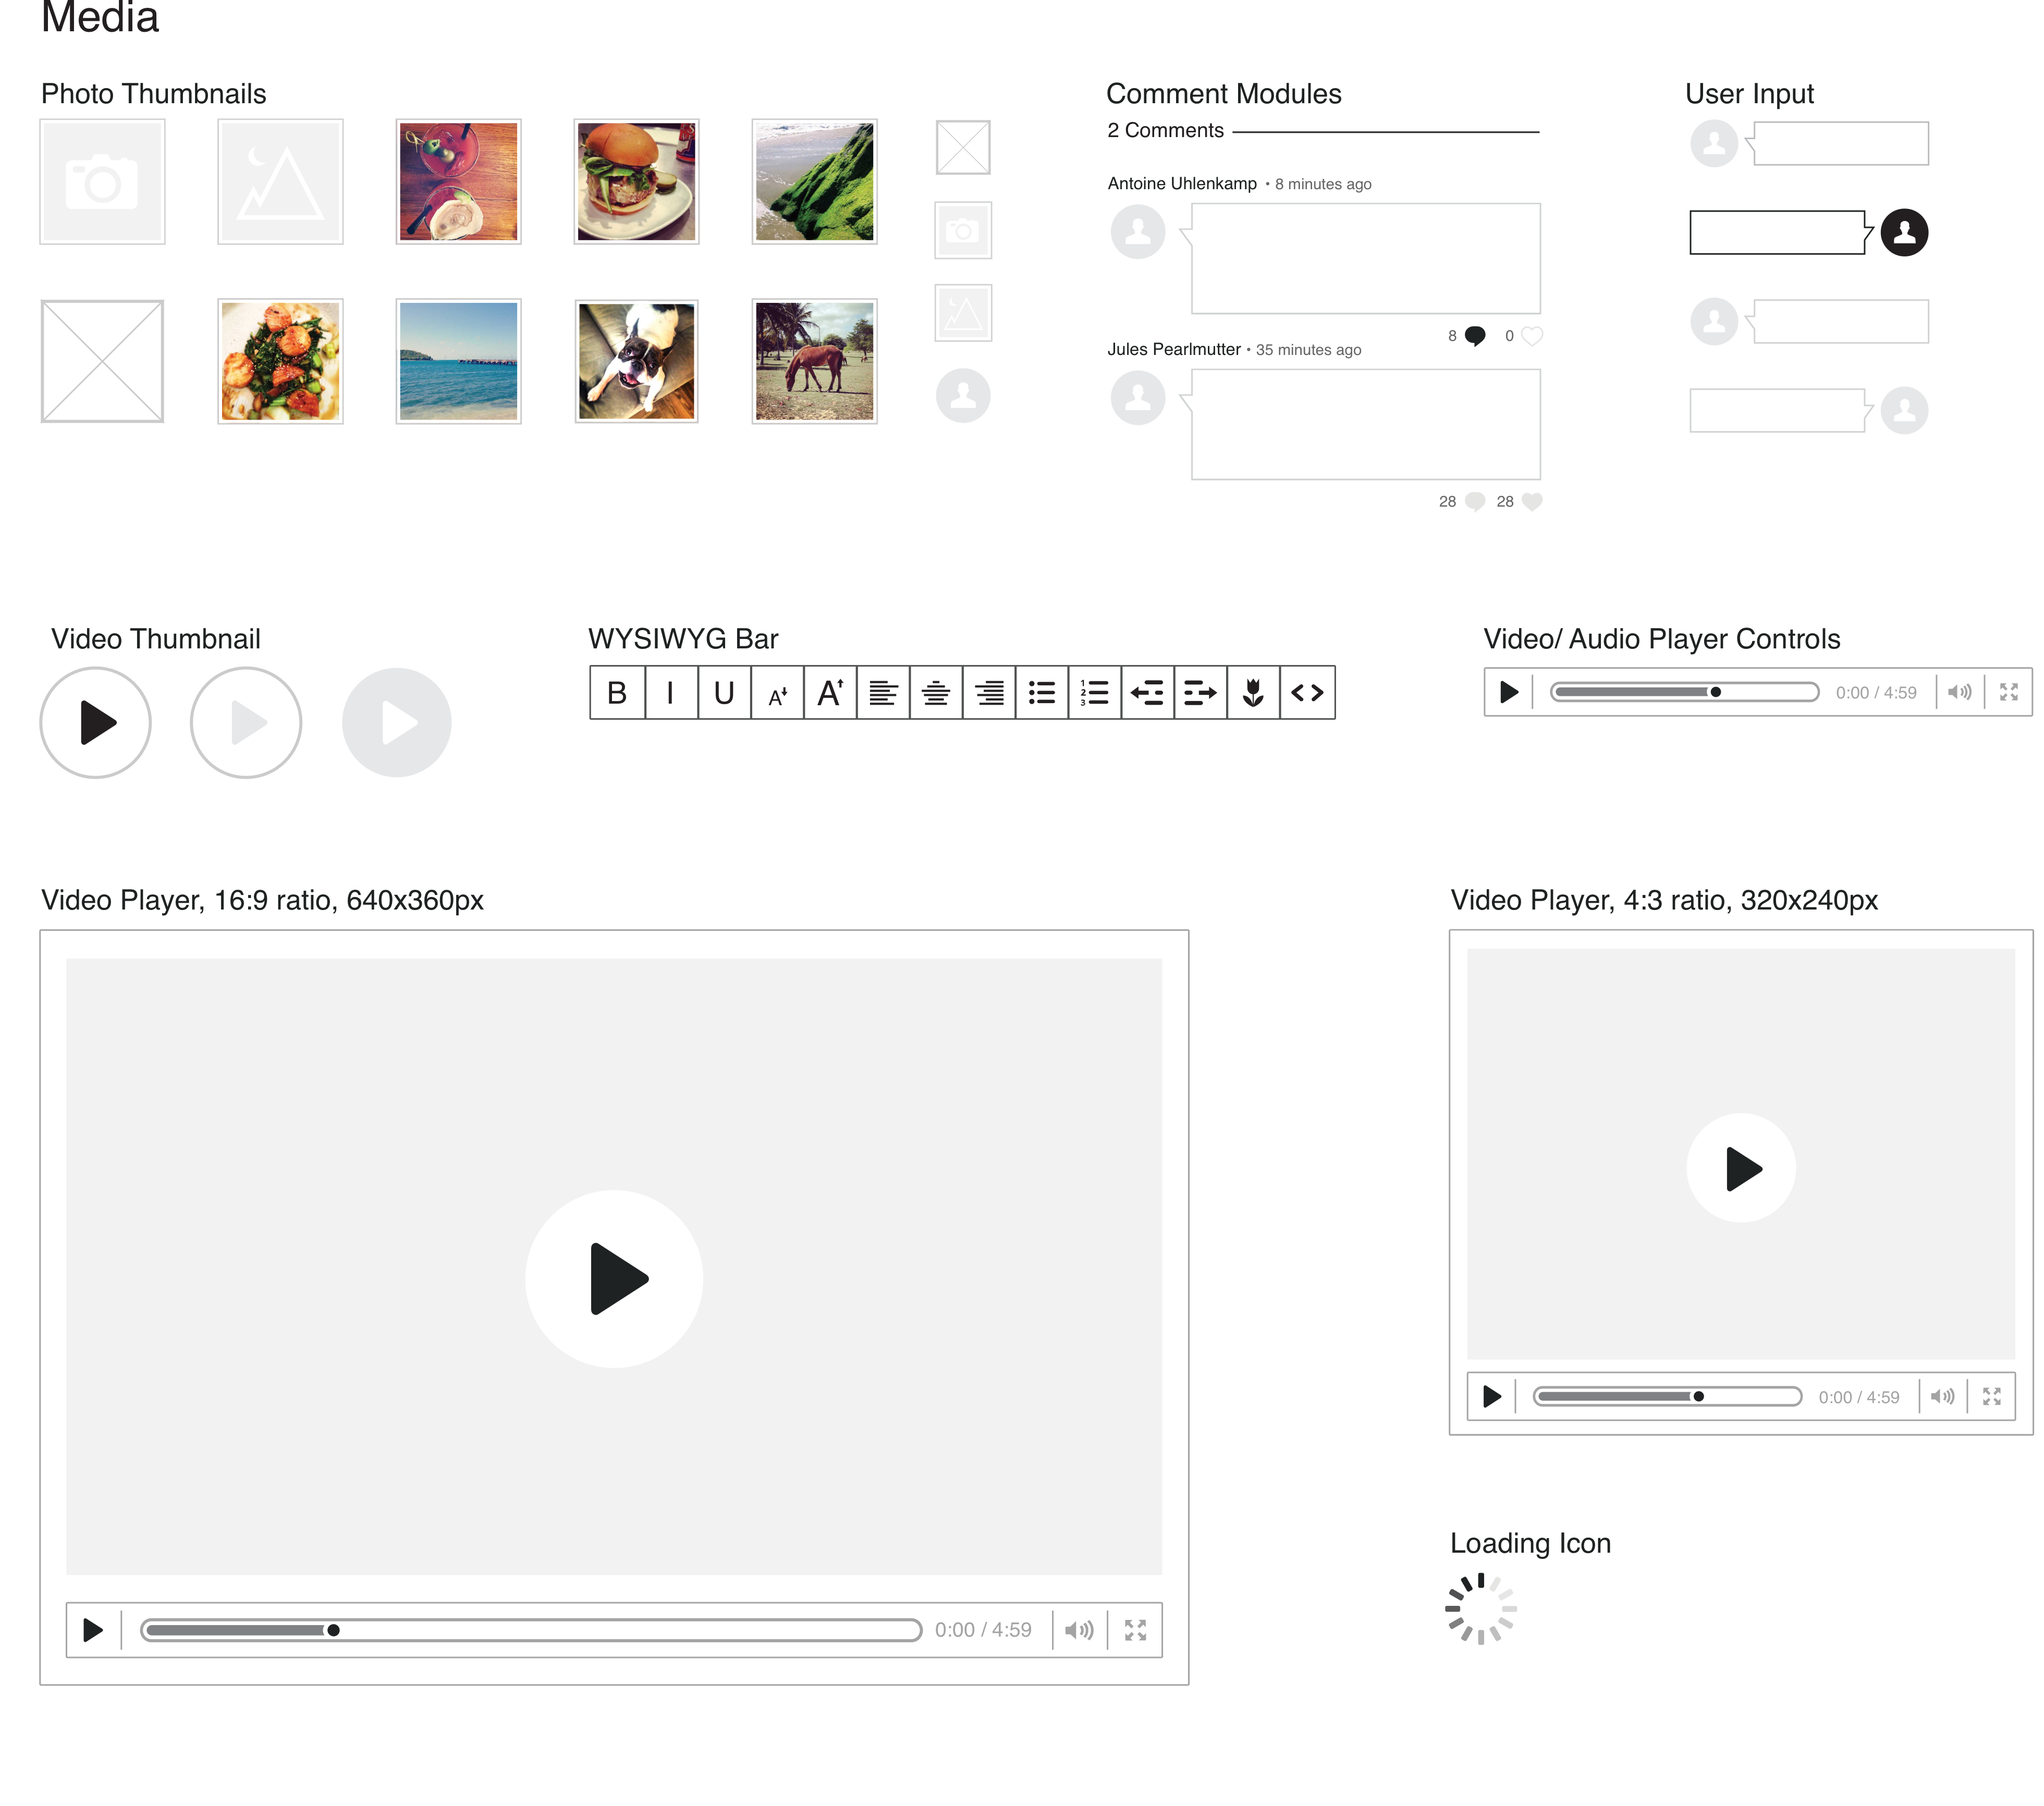 Media
Photo Thumbnails
Comment Modules
2 Comments
Antoine Uhlenkamp • 8 minutes ago
8 0
Jules Pearlmutter • 35 minutes ago
28 28
User Input
Video Thumbnail
WYSIWYG Bar
B I U A A
1
2
3
Video/ Audio Player Controls
0:00 / 4:59
Video Player, 16:9 ratio, 640x360px
0:00 / 4:59
Video Player, 4:3 ratio, 320x240px
0:00 / 4:59
Loading Icon